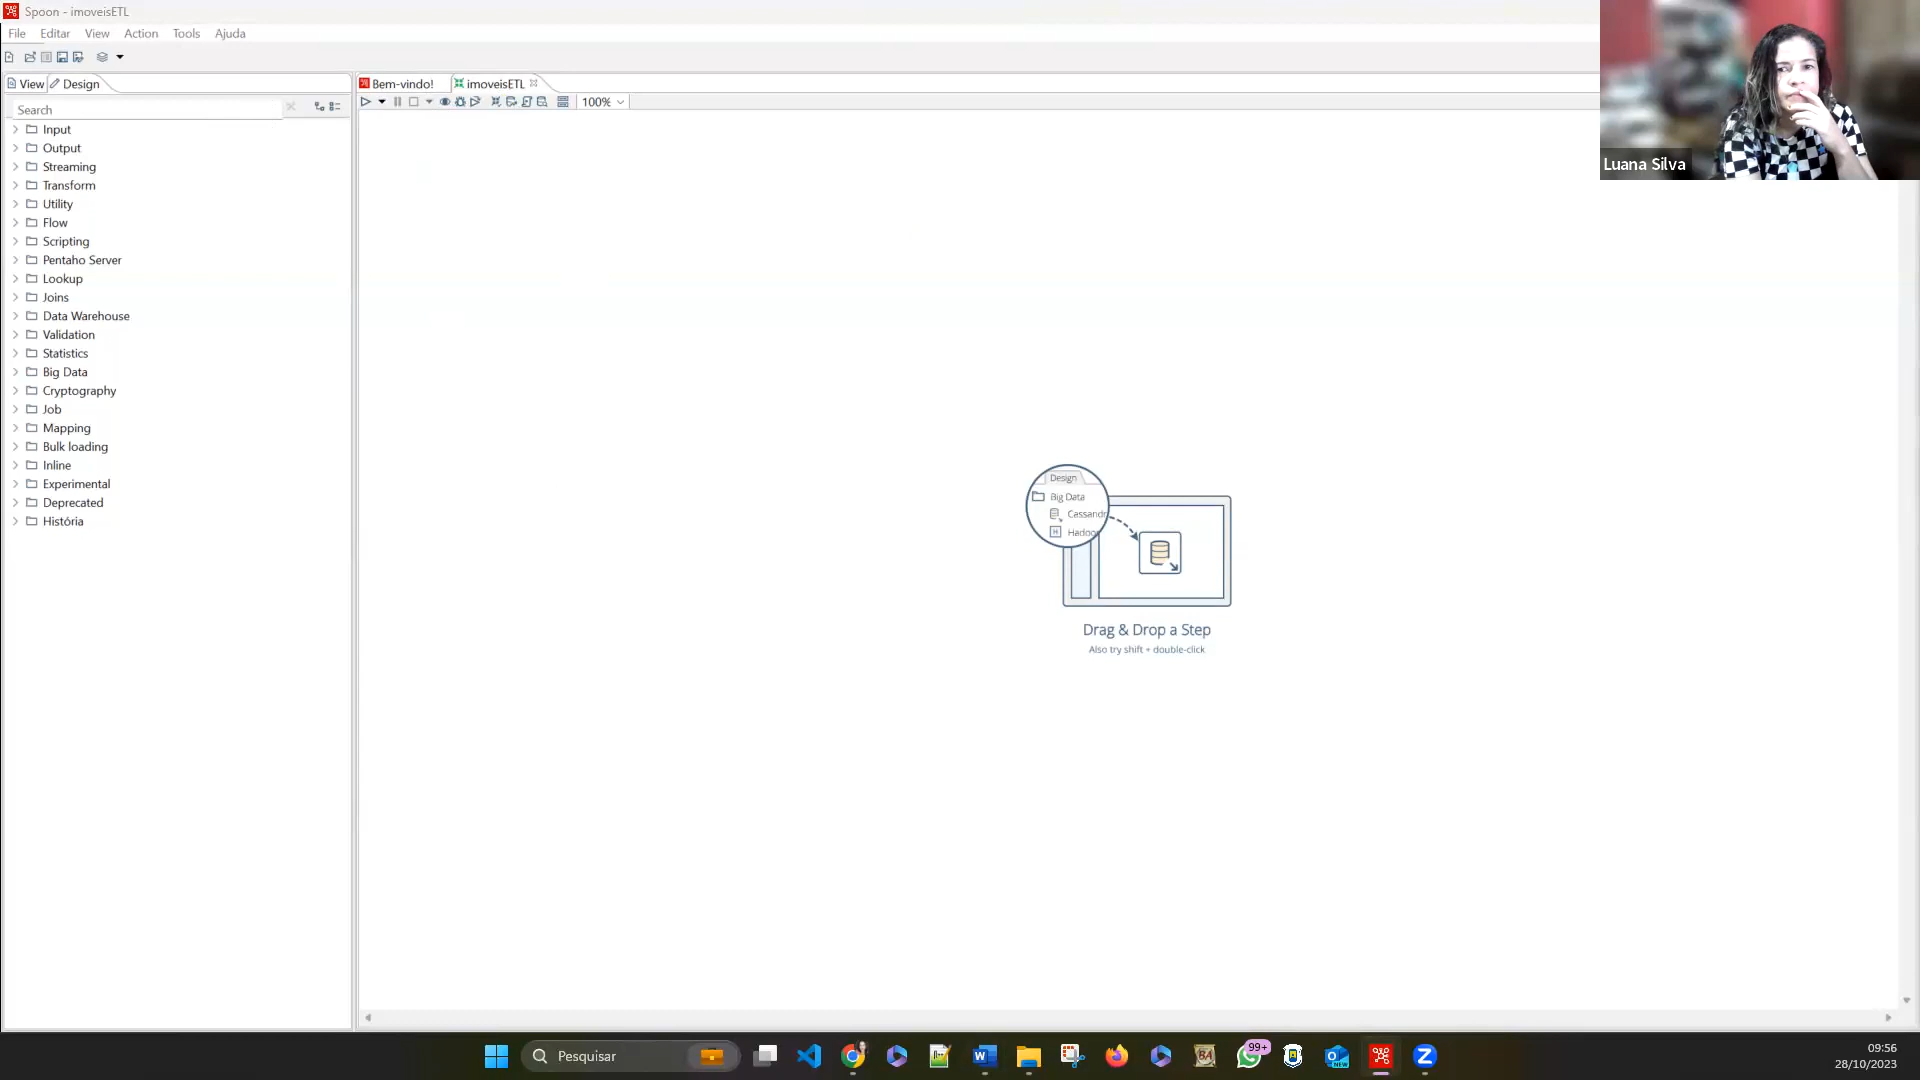 Spoon - imoveisETL
File Editar View Action Tools Ajuda
View Design
Bem-vindo! imoveisETL
Search
100%
Input
Output
Streaming
Transform
Utility
Flow
Scripting
Pentaho Server
Lookup
Joins
Data Warehouse
Validation
Statistics
Big Data
Cryptography
Job
Mapping
Bulk loading
Inline
Experimental
Deprecated
História
Design
Big Data
Cassandr
Hadoo
Drag & Drop a Step
Also try shift + double-click
Luana Silva
Pesquisar
99+
09:56
28/10/2023